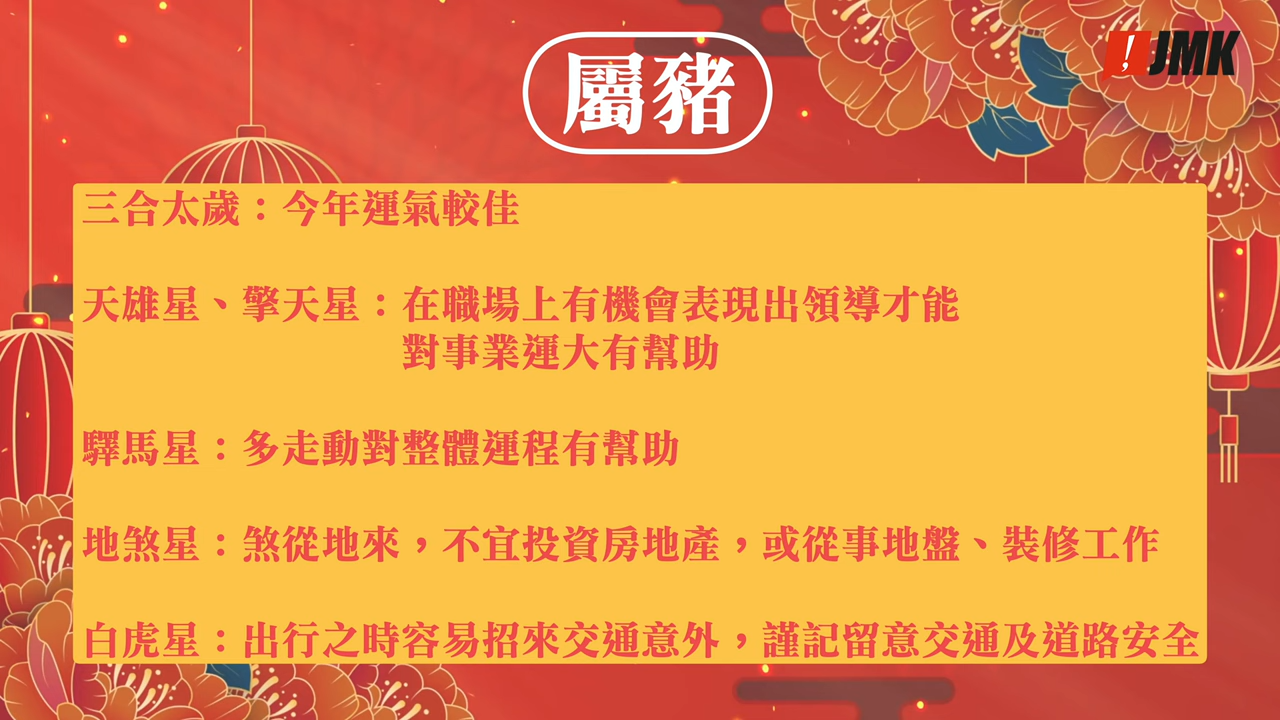 !JMK
屬豬
三合太歲：今年運氣較佳
天雄星、擎天星：在職場上有機會表現出領導才能
對事業運大有幫助
驛馬星：多走動對整體運程有幫助
地煞星：煞從地來，不宜投資房地產，或從事地盤、裝修工作
白虎星：出行之時容易招來交通意外，謹記留意交通及道路安全